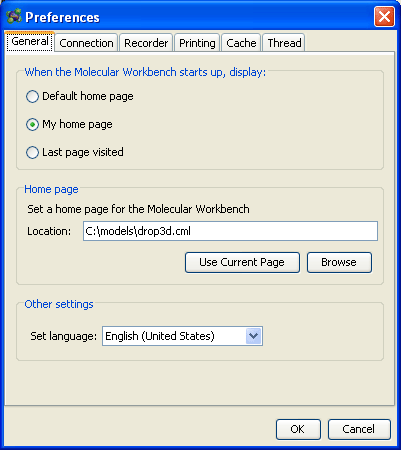 Preferences
General Connection Recorder Printing Cache Thread
When the Molecular Workbench starts up, display:
Default home page
My home page
Last page visited
Home page
Set a home page for the Molecular Workbench
Location: C:\models\drop3d.cml
Use Current Page Browse
Other settings
Set language: English (United States)
OK Cancel